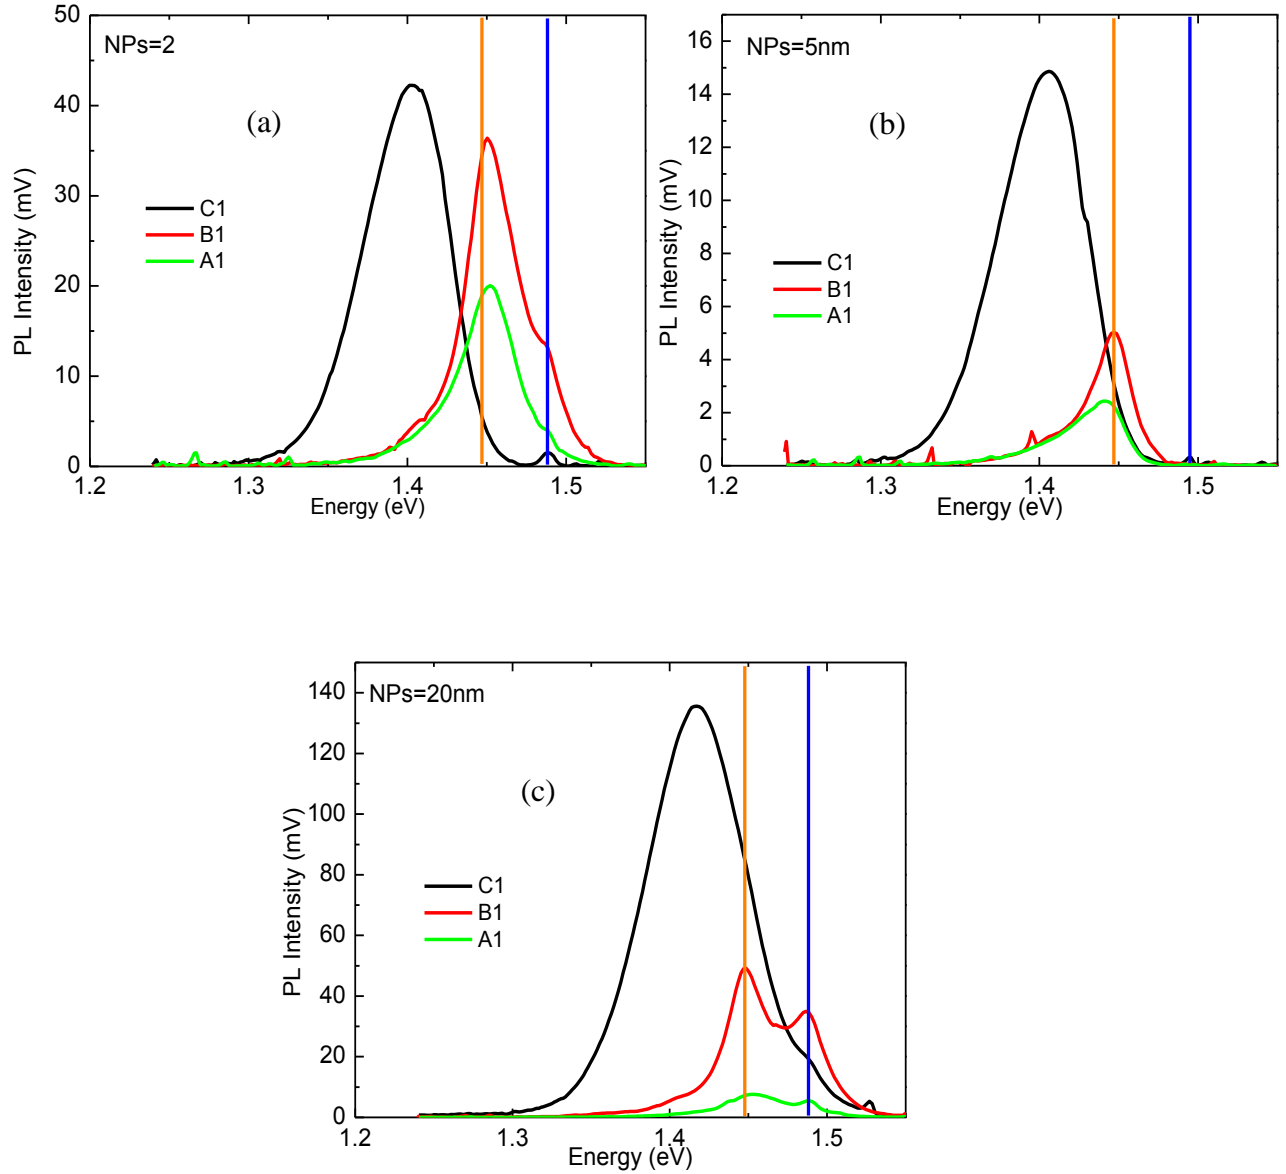 NPs=2
(a)
C1
B1
A1
PL Intensity (mV)
50
40
30
20
10
0
1.2
1.3
1.4
1.5
Energy (eV)
NPs=5nm
(b)
C1
B1
A1
PL Intensity (mV)
16
14
12
10
8
6
4
2
0
1.2
1.3
1.4
1.5
Energy (eV)
NPs=20nm
(c)
C1
B1
A1
PL Intensity (mV)
140
120
100
80
60
40
20
0
1.2
1.3
1.4
1.5
Energy (eV)